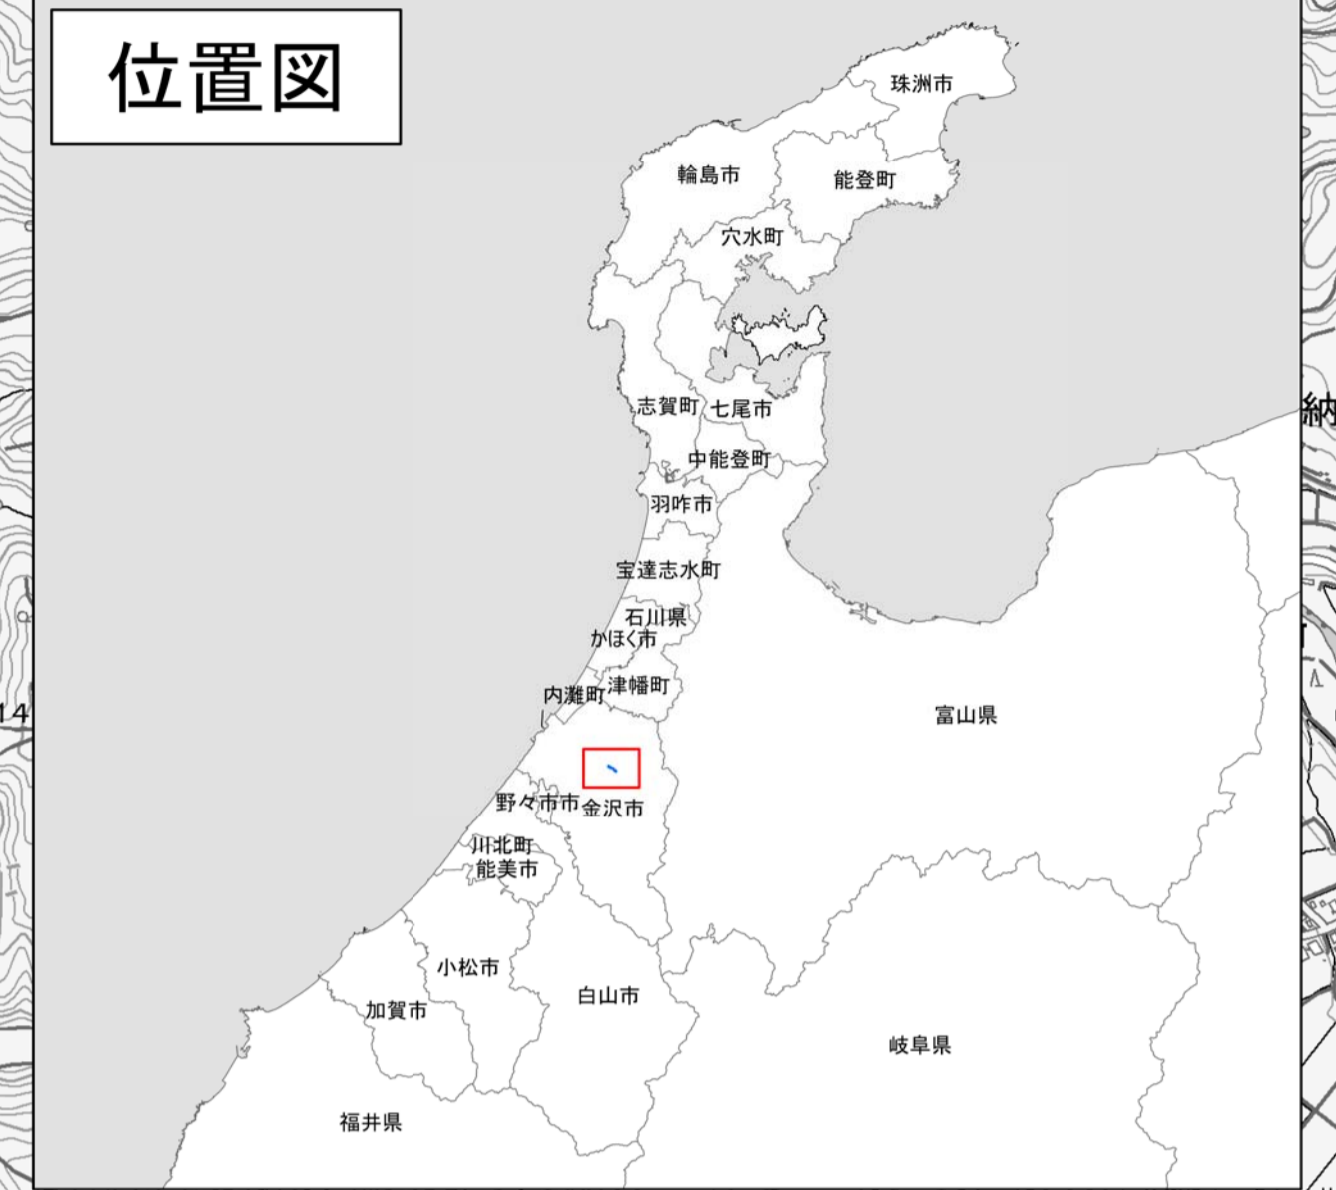 位置図
珠洲市
輪島市
能登町
穴水町
志賀町
七尾市
中能登町
羽咋市
宝達志水町
石川県
かほく市
津幡町
内灘町
14
富山県
納
野々市市
金沢市
川北町
能美市
小松市
白山市
加賀市
岐阜県
福井県